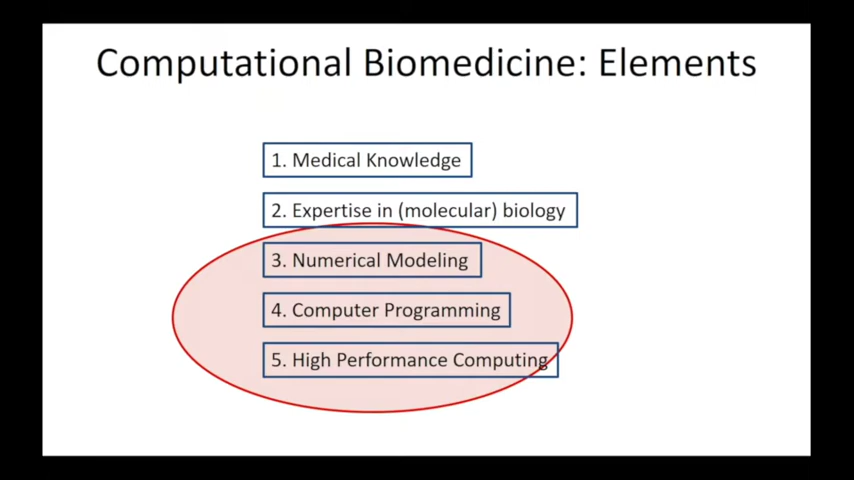 Computational Biomedicine: Elements
1. Medical Knowledge
2. Expertise in (molecular) biology
3. Numerical Modeling
4. Computer Programming
5. High Performance Computing